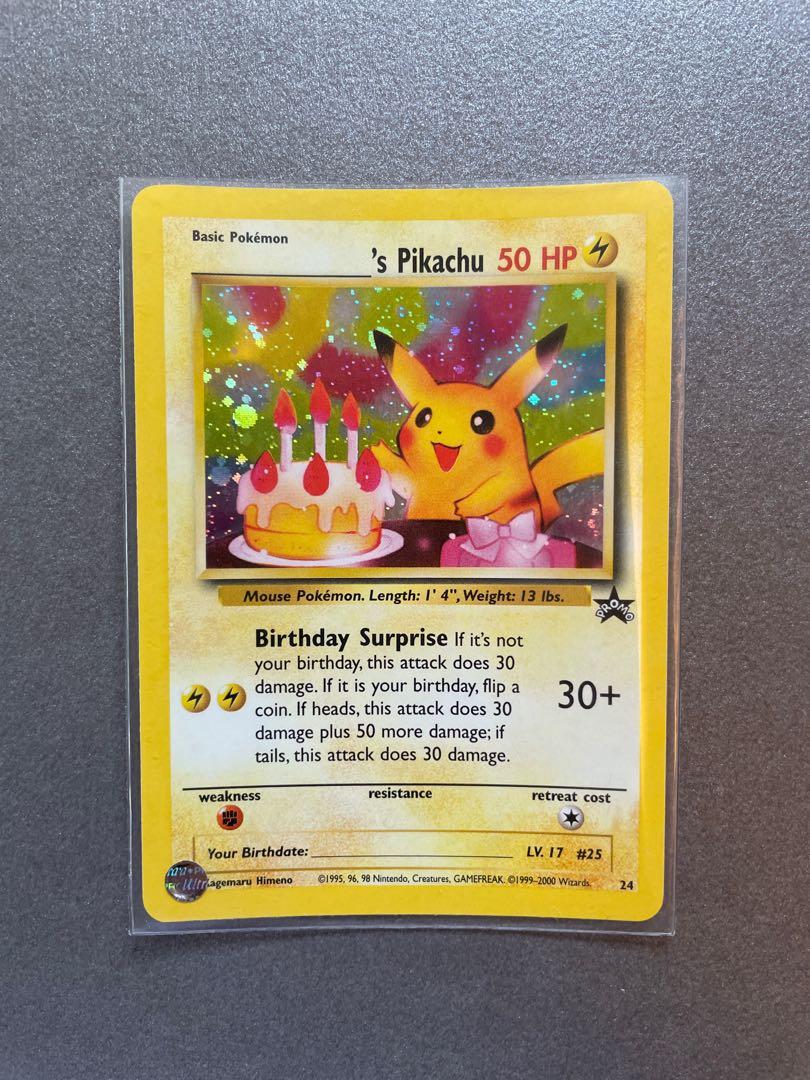 Basic Pokémon
's Pikachu 50 HP
Mouse Pokémon. Length: 1' 4", Weight: 13 lbs.
PROMO
Birthday Surprise If it's not
your birthday, this attack does 30
damage. If it is your birthday, flip a
coin. If heads, this attack does 30
damage plus 50 more damage; if
tails, this attack does 30 damage.
30+
weakness resistance retreat cost
Your Birthdate: LV. 17 #25
Himeno ©1995, 96, 98 Nintendo, Creatures, GAMEFREAK. ©1999–2000 Wizards. 24